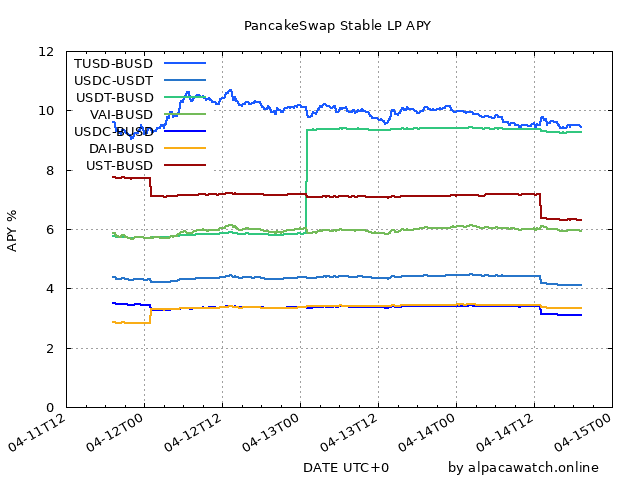 PancakeSwap Stable LP APY
12
10
8
6
4
2
0
APY %
TUSD-BUSD
USDC-USDT
USDT-BUSD
VAI-BUSD
USDC-BUSD
DAI-BUSD
UST-BUSD
04-11T12
04-12T00
04-12T12
04-13T00
04-13T12
04-14T00
04-14T12
04-15T00
DATE UTC+0
by alpacawatch.online